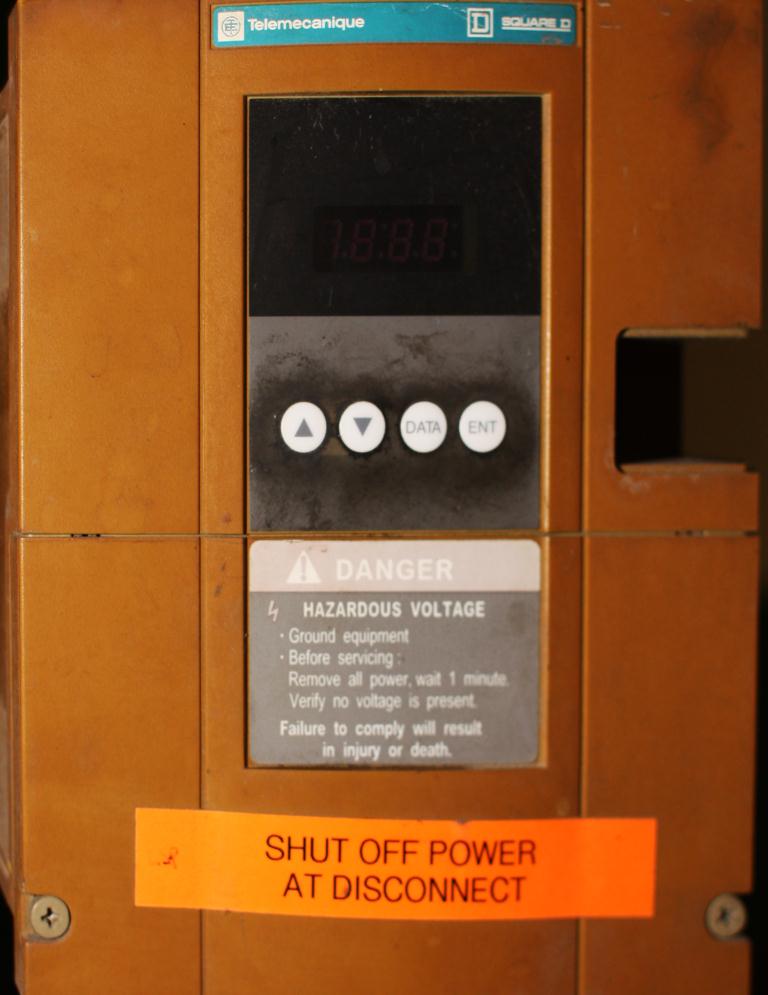 Telemecanique
D SQUARE D
18:8:8.
DATA ENT
DANGER
HAZARDOUS VOLTAGE
· Ground equipment
· Before servicing :
Remove all power, wait 1 minute.
Verify no voltage is present.
Failure to comply will result
in injury or death.
SHUT OFF POWER
AT DISCONNECT